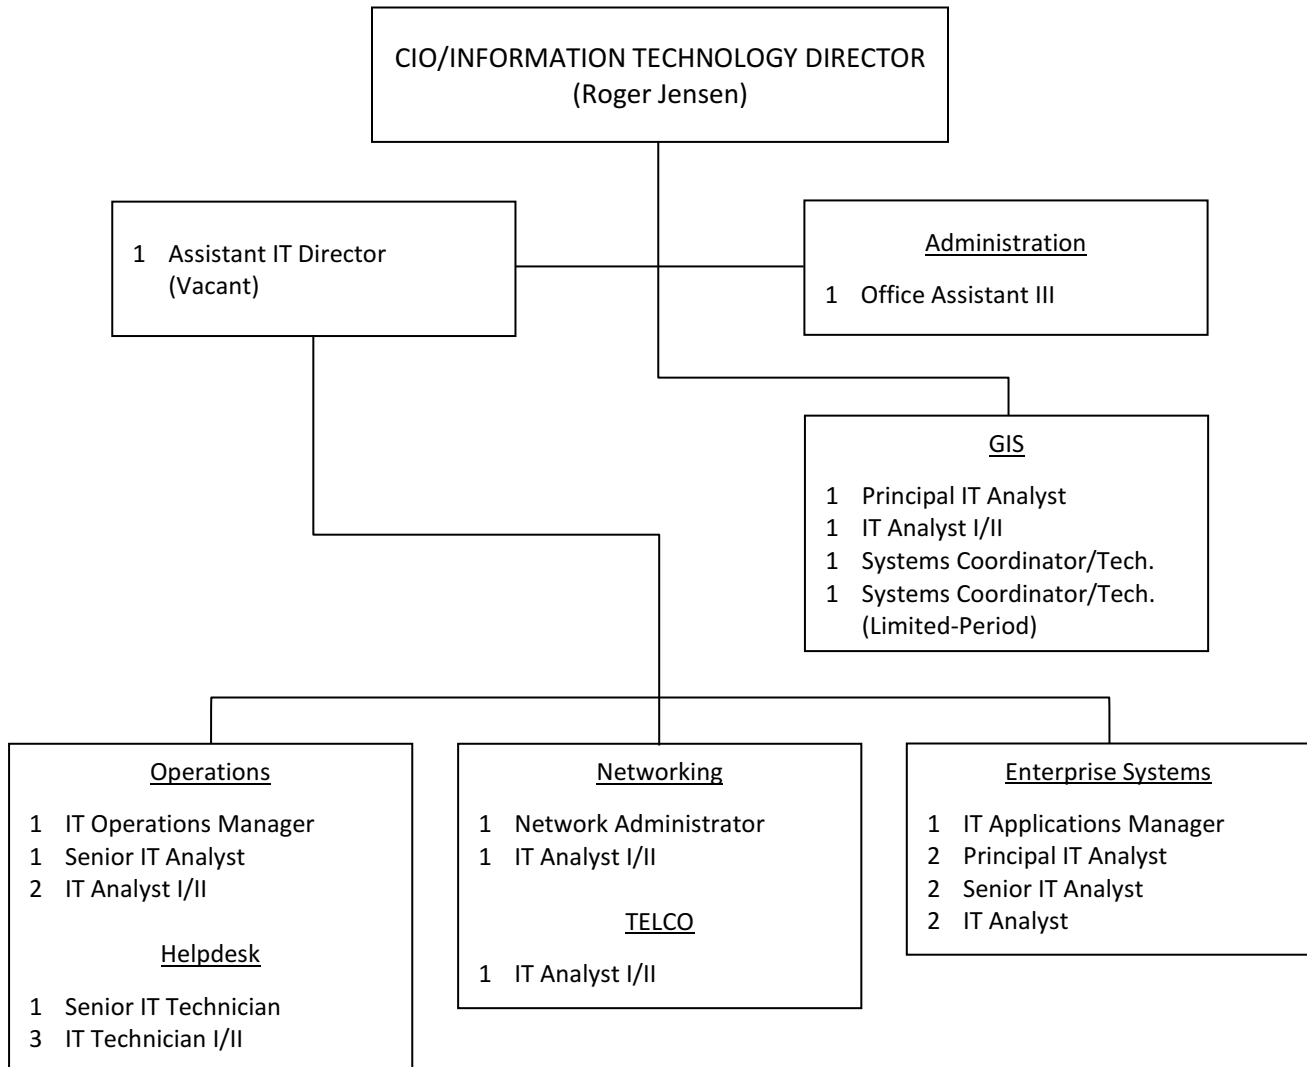 CIO/INFORMATION TECHNOLOGY DIRECTOR
(Roger Jensen)
1 Assistant IT Director
(Vacant)
Administration
1 Office Assistant III
GIS
1 Principal IT Analyst
1 IT Analyst I/II
1 Systems Coordinator/Tech.
1 Systems Coordinator/Tech.
(Limited-Period)
Operations
1 IT Operations Manager
1 Senior IT Analyst
2 IT Analyst I/II
Helpdesk
1 Senior IT Technician
3 IT Technician I/II
Networking
1 Network Administrator
1 IT Analyst I/II
TELCO
1 IT Analyst I/II
Enterprise Systems
1 IT Applications Manager
2 Principal IT Analyst
2 Senior IT Analyst
2 IT Analyst